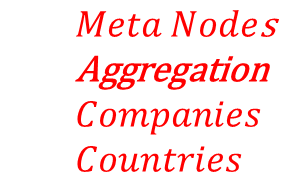 Meta Nodes
Aggregation
Companies
Countries